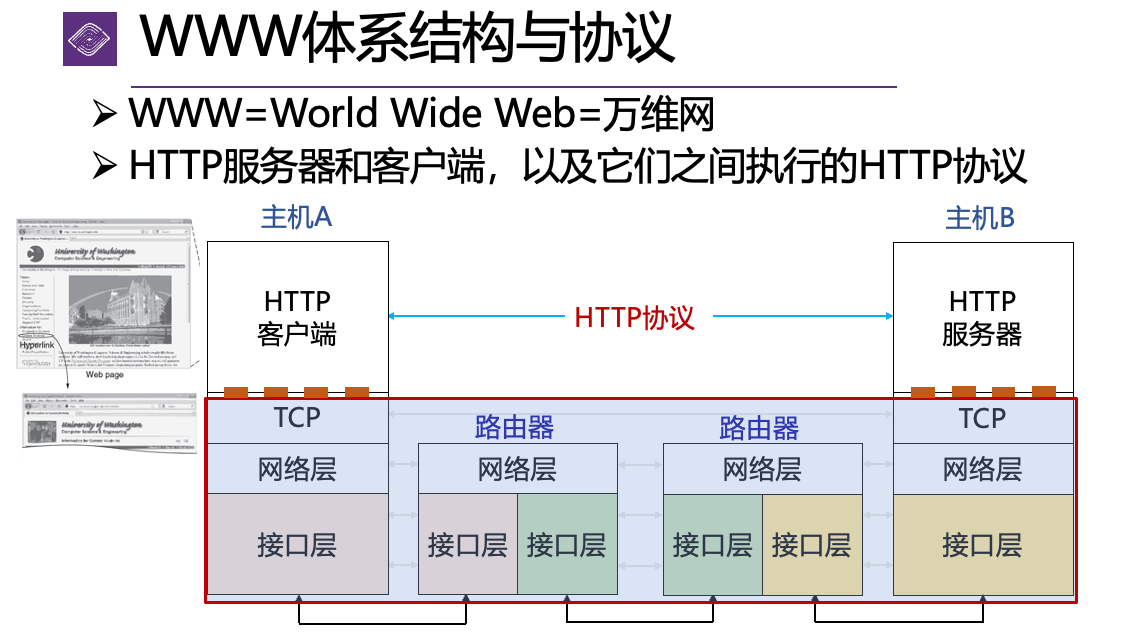 WWW体系结构与协议
WWW=World Wide Web=万维网
HTTP服务器和客户端，以及它们之间执行的HTTP协议
主机A
主机B
University of Washington
Computer Science & Engineering
Hyperlink
Web page
University of Washington
Computer Science & Engineering
HTTP
客户端
HTTP协议
HTTP
服务器
TCP
路由器
路由器
TCP
网络层
网络层
网络层
网络层
接口层
接口层
接口层
接口层
接口层
接口层